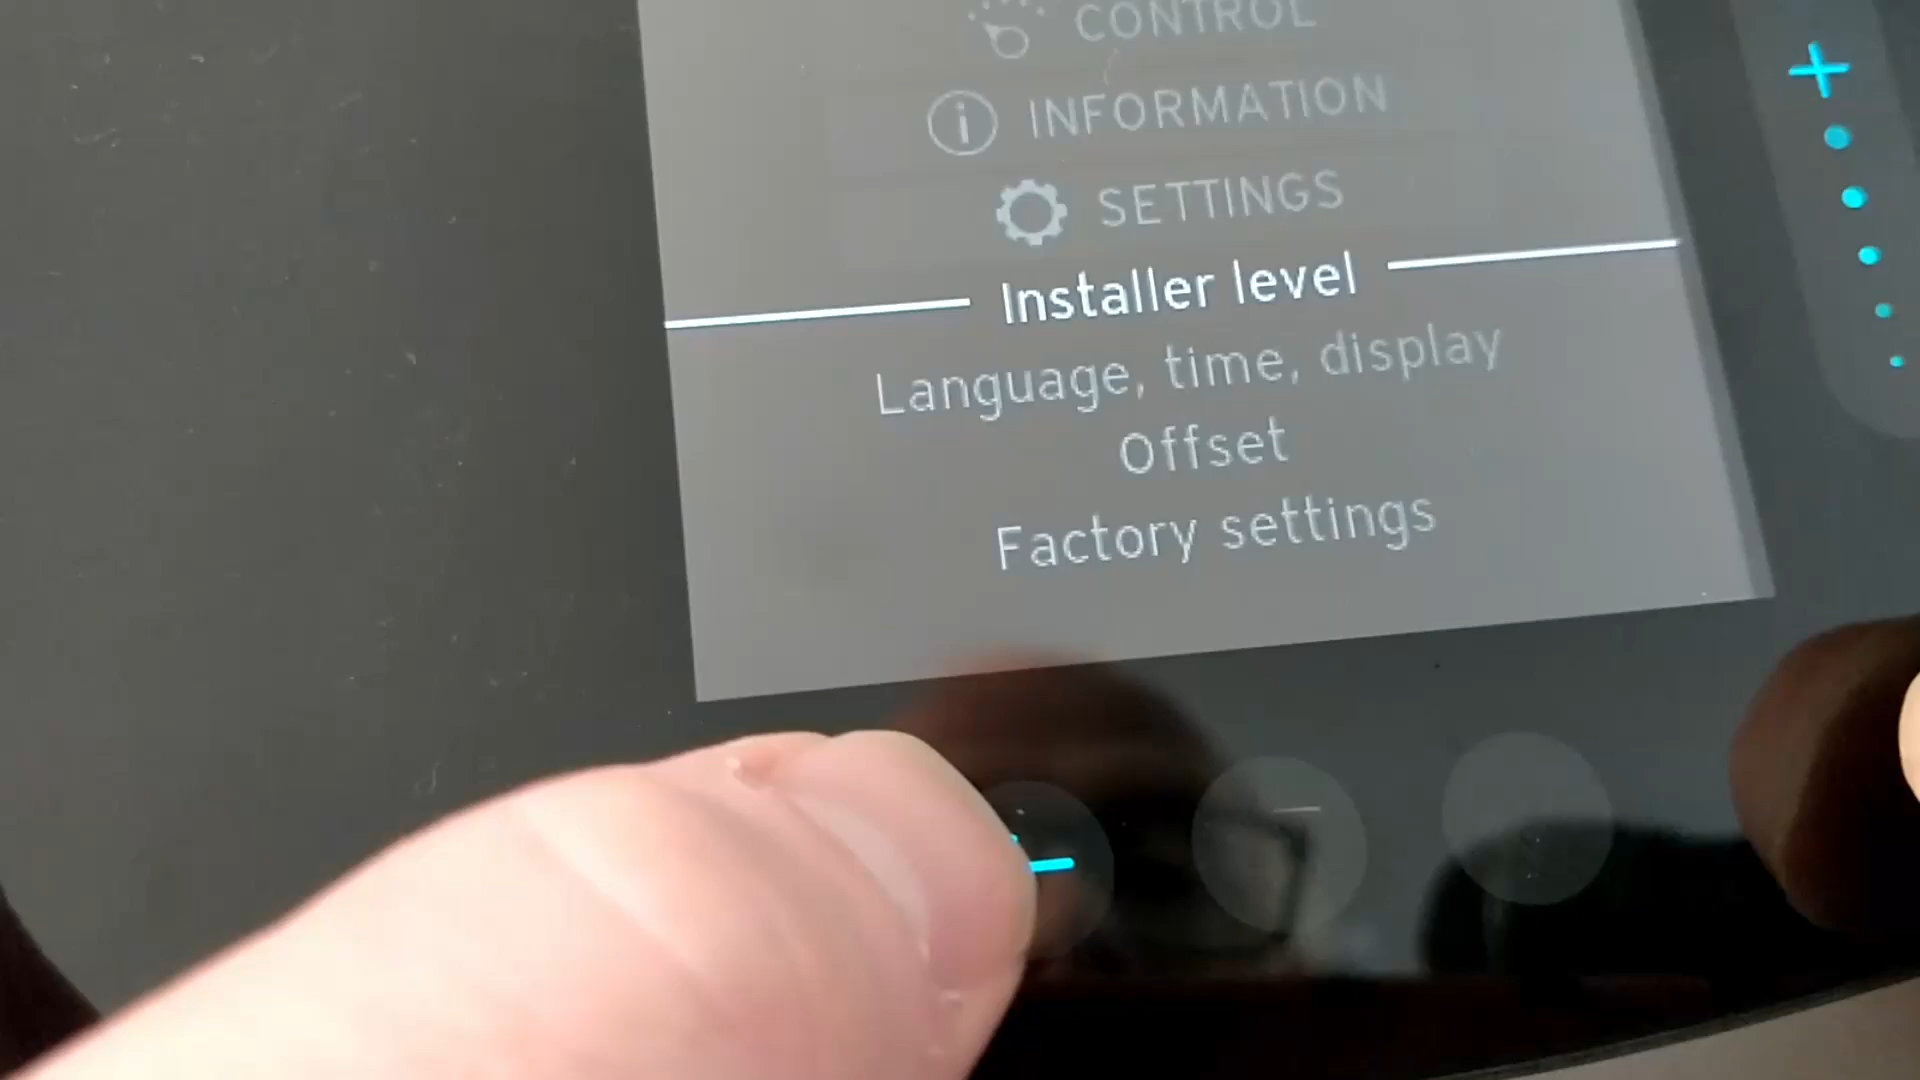 CONTROL
INFORMATION
SETTINGS
Installer level
Language, time, display
Offset
Factory settings